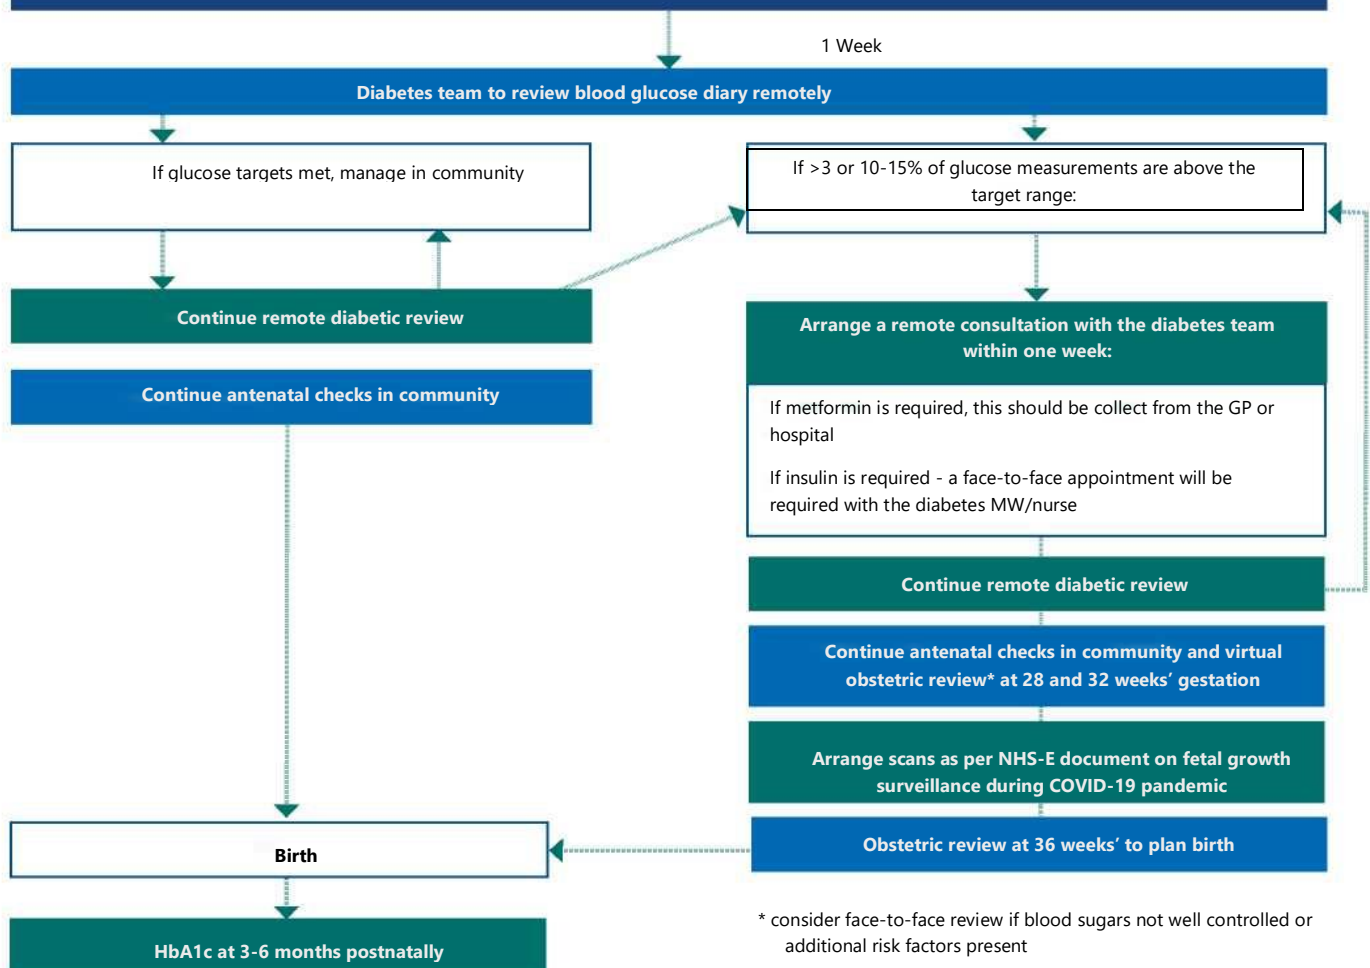 1 Week
Diabetes team to review blood glucose diary remotely
If glucose targets met, manage in community
If >3 or 10-15% of glucose measurements are above the
target range:
Continue remote diabetic review
Arrange a remote consultation with the diabetes team
within one week:
Continue antenatal checks in community
If metformin is required, this should be collect from the GP or
hospital
If insulin is required - a face-to-face appointment will be
required with the diabetes MW/nurse
Continue remote diabetic review
Continue antenatal checks in community and virtual
obstetric review* at 28 and 32 weeks’ gestation
Arrange scans as per NHS-E document on fetal growth
surveillance during COVID-19 pandemic
Obstetric review at 36 weeks’ to plan birth
Birth
* consider face-to-face review if blood sugars not well controlled or
additional risk factors present
HbA1c at 3-6 months postnatally